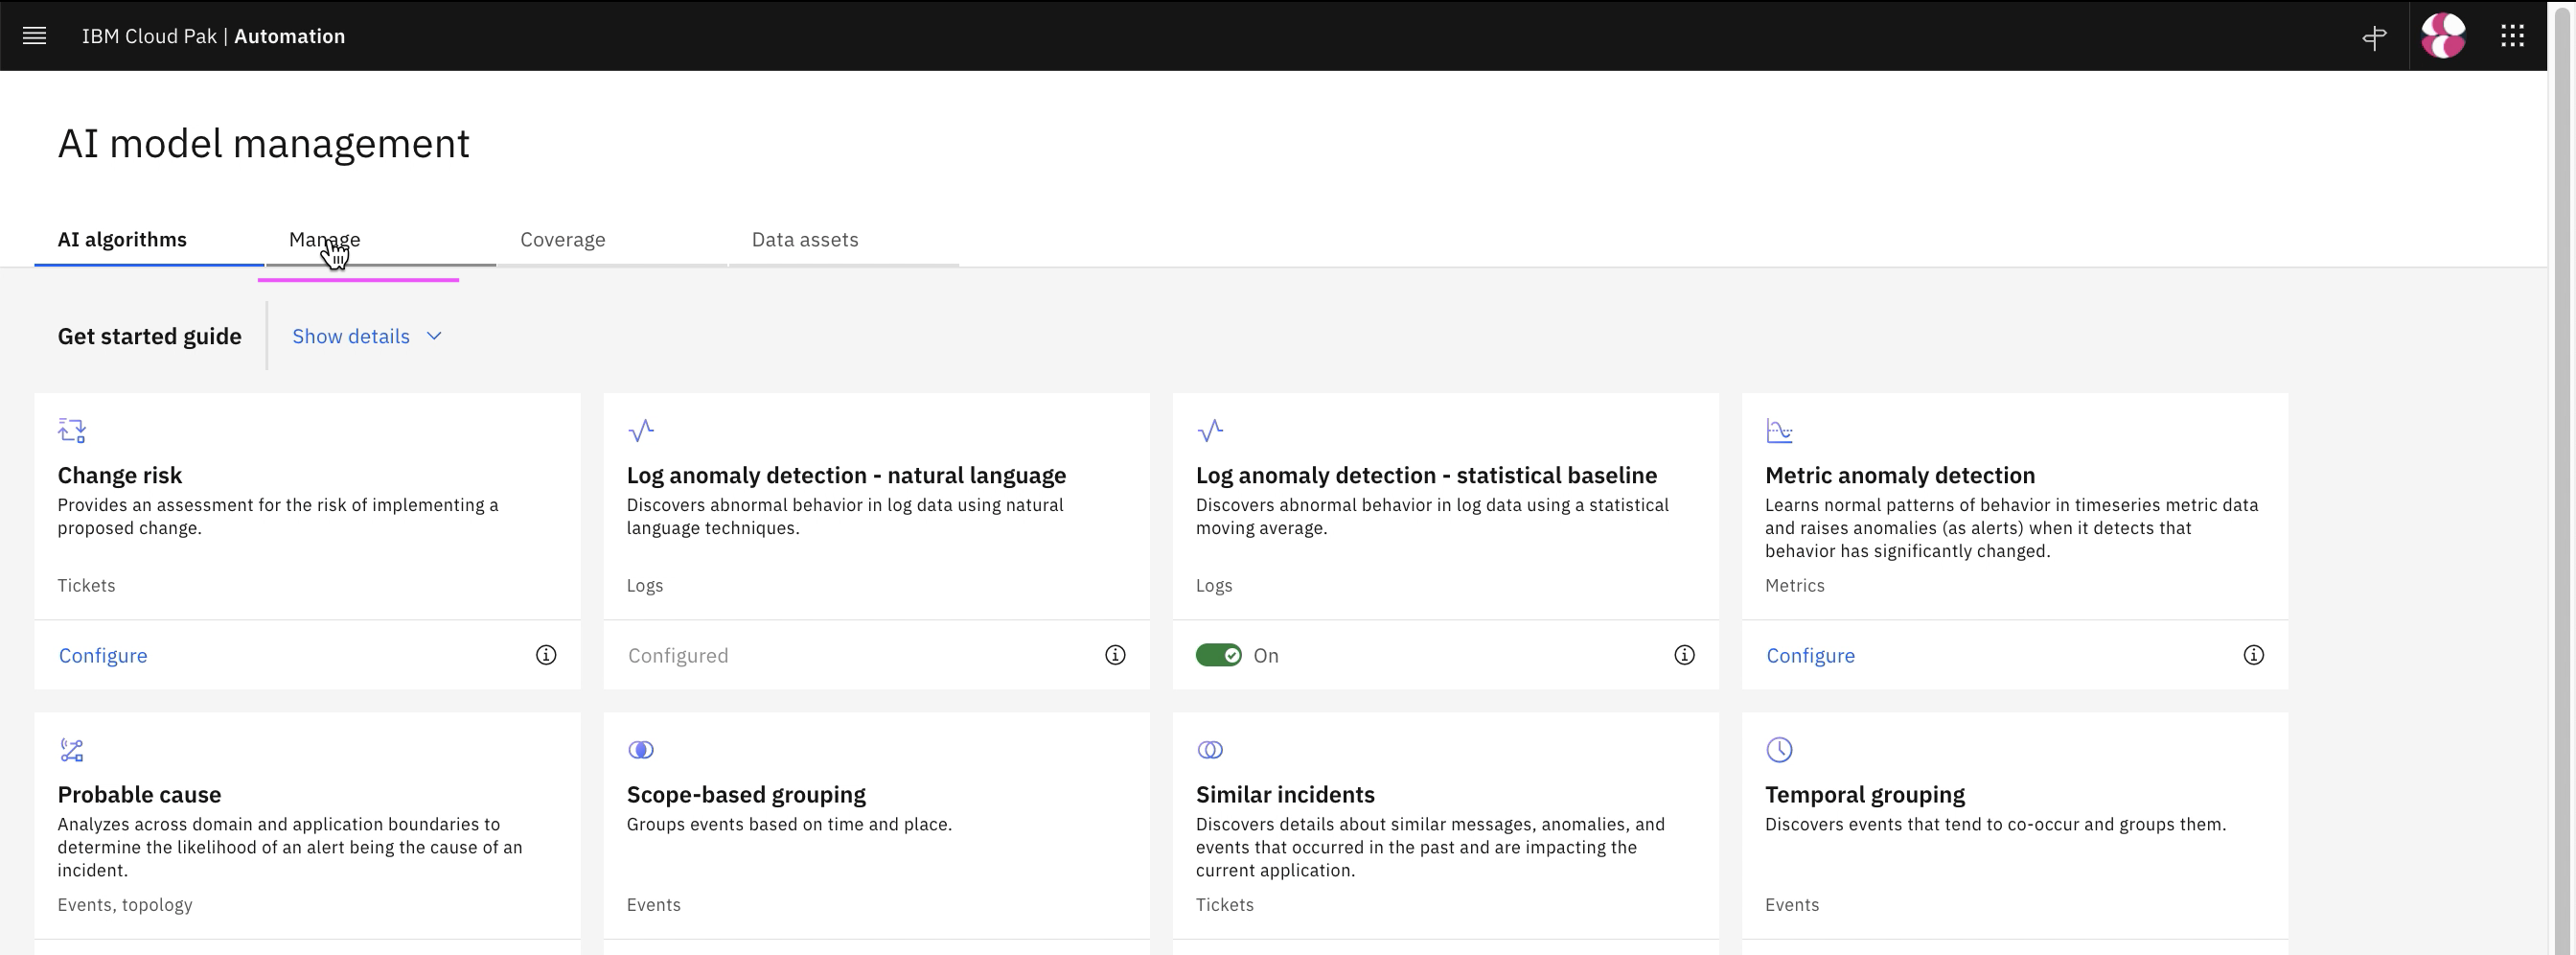 IBM Cloud Pak | Automation
AI model management
AI algorithms
Manage
Coverage
Data assets
Get started guide
Show details
Change risk
Provides an assessment for the risk of implementing a
proposed change.
Tickets
Configure
Log anomaly detection - natural language
Discovers abnormal behavior in log data using natural
language techniques.
Logs
Configured
Log anomaly detection - statistical baseline
Discovers abnormal behavior in log data using a statistical
moving average.
Logs
On
Metric anomaly detection
Learns normal patterns of behavior in timeseries metric data
and raises anomalies (as alerts) when it detects that
behavior has significantly changed.
Metrics
Configure
Probable cause
Analyzes across domain and application boundaries to
determine the likelihood of an alert being the cause of an
incident.
Events, topology
Scope-based grouping
Groups events based on time and place.
Events
Similar incidents
Discovers details about similar messages, anomalies, and
events that occurred in the past and are impacting the
current application.
Tickets
Temporal grouping
Discovers events that tend to co-occur and groups them.
Events